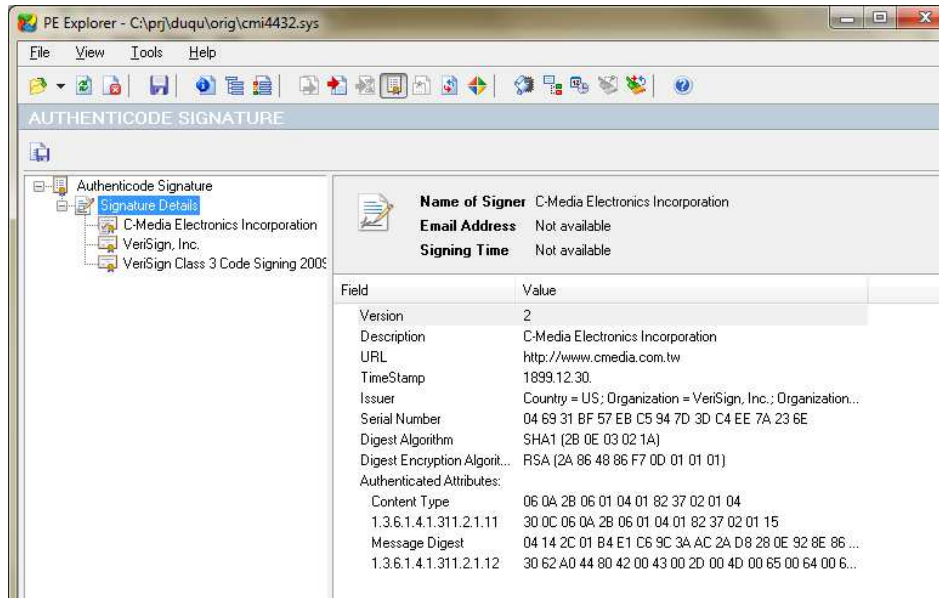 PE Explorer - C:\prj\duqu\orig\cmi4432.sys
File View Tools Help
AUTHENTICODE SIGNATURE
Authenticode Signature
Signature Details
C-Media Electronics Incorporation
VeriSign, Inc.
VeriSign Class 3 Code Signing 2009
Name of Signer C-Media Electronics Incorporation
Email Address Not available
Signing Time Not available
Field Value
Version 2
Description C-Media Electronics Incorporation
URL http://www.cmedia.com.tw
TimeStamp 1899.12.30.
Issuer Country = US; Organization = VeriSign, Inc.; Organization...
Serial Number 04 69 31 BF 57 EB C5 94 7D 3D C4 EE 7A 23 6E
Digest Algorithm SHA1 (2B 0E 03 02 1A)
Digest Encryption Algorit... RSA (2A 86 48 86 F7 0D 01 01 01)
Authenticated Attributes:
Content Type 06 0A 2B 06 01 04 01 82 37 02 01 04
1.3.6.1.4.1.311.2.1.11 30 0C 06 0A 2B 06 01 04 01 82 37 02 01 15
Message Digest 04 14 2C 01 B4 E1 C6 9C 3A AC 2A D8 28 0E 92 8E 86 ...
1.3.6.1.4.1.311.2.1.12 30 62 A0 44 80 42 00 43 00 2D 00 4D 00 65 00 64 00 6...